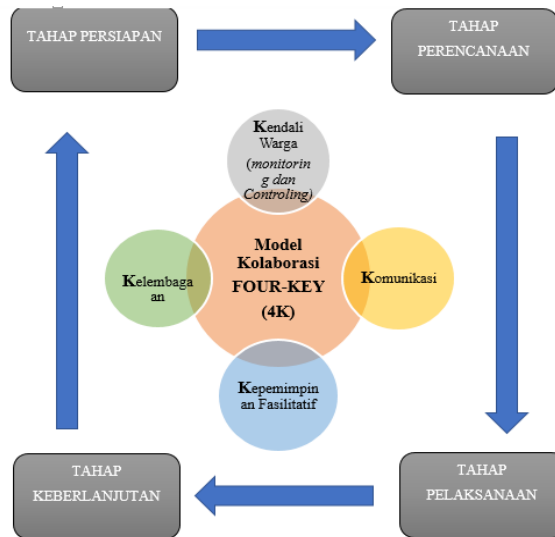 TAHAP PERSIAPAN
TAHAP
PERENCANAAN
Kendali
Warga
(monitorin
g dan
Controling)
Model
Kolaborasi
FOUR-KEY
(4K)
Kelembaga
an
Komunikasi
Kepemimpin
an Fasilitatif
TAHAP
KEBERLANJUTAN
TAHAP
PELAKSANAAN